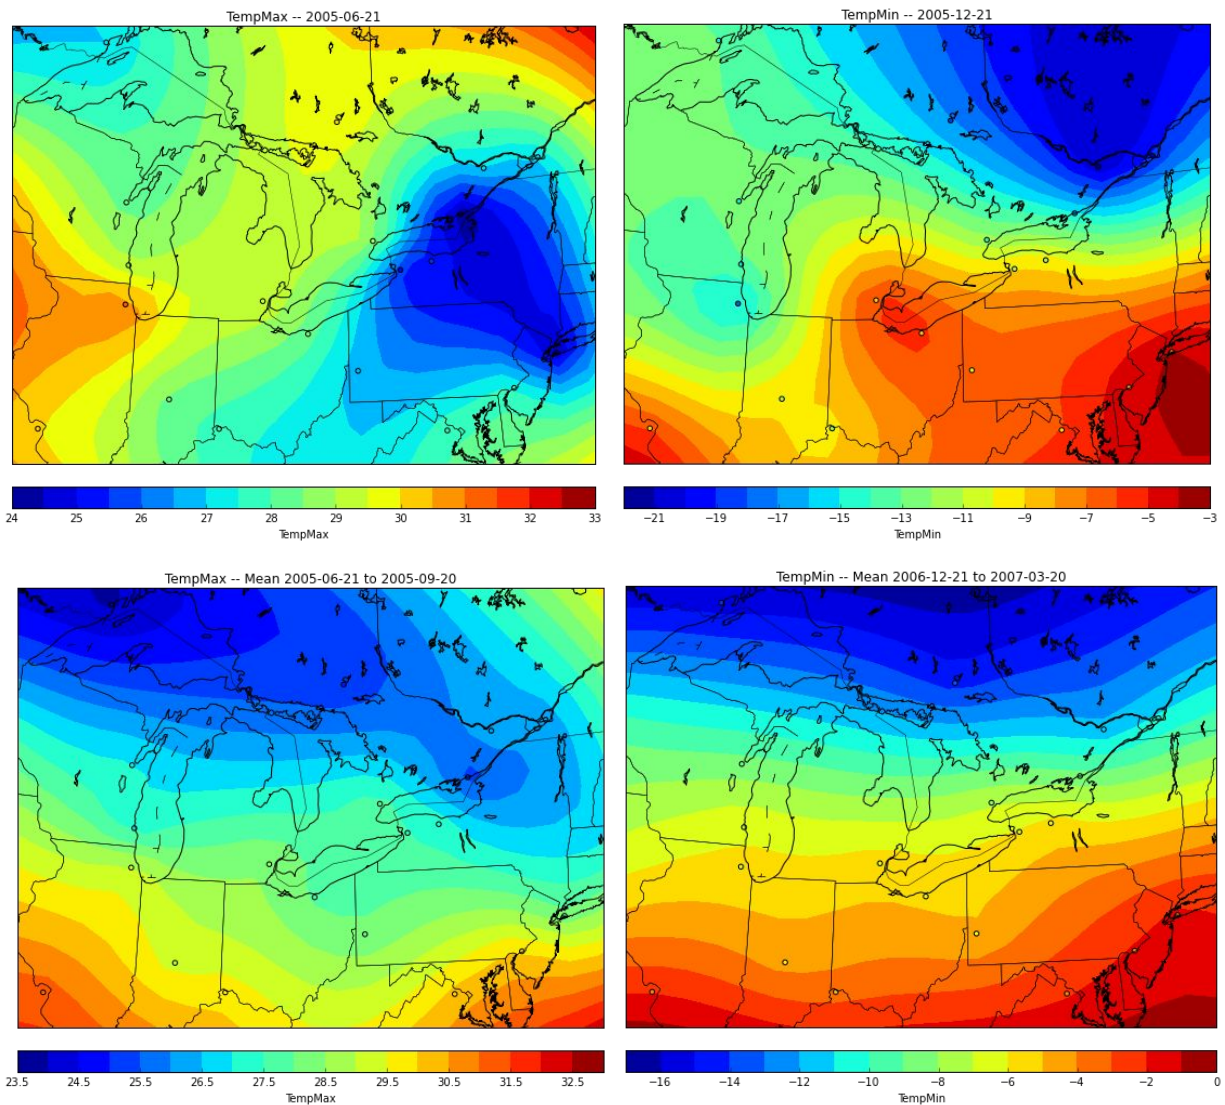 TempMax -- 2005-06-21
TempMin -- 2005-12-21
24 25 26 27 28 29 30 31 32 33
TempMax
−21 −19 −17 −15 −13 −11 −9 −7 −5 −3
TempMin
TempMax -- Mean 2005-06-21 to 2005-09-20
TempMin -- Mean 2006-12-21 to 2007-03-20
23.5 24.5 25.5 26.5 27.5 28.5 29.5 30.5 31.5 32.5
TempMax
−16 −14 −12 −10 −8 −6 −4 −2 0
TempMin